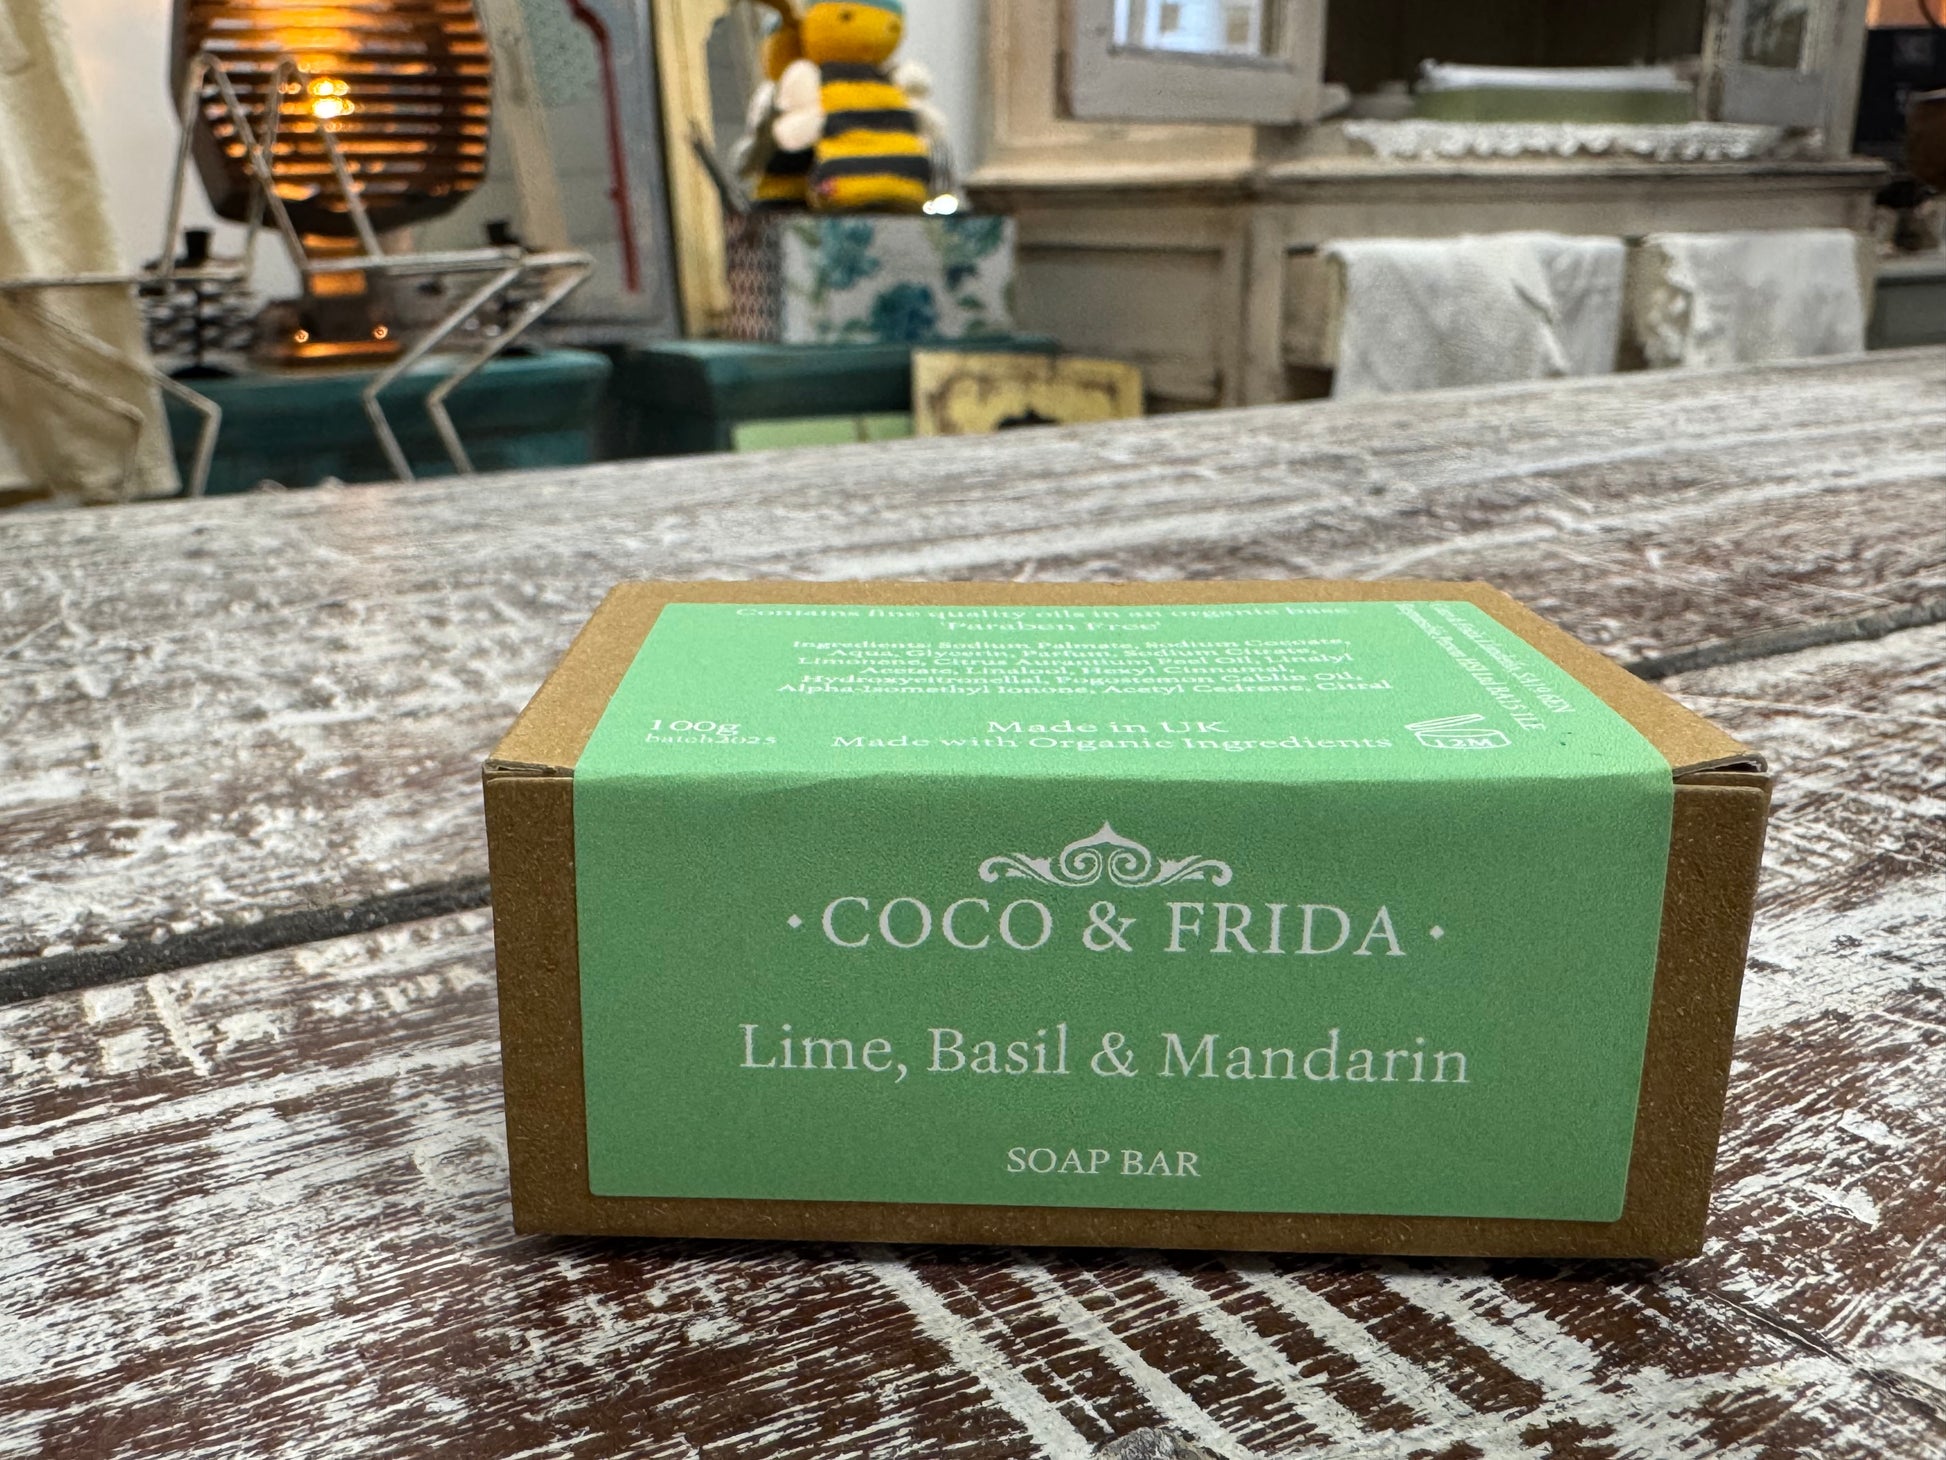 Contains fine quality oils in an organic base
'Paraben Free'
Ingredients: Sodium Palmate, Sodium Cocoate,
Aqua, Glycerin, Parfum, Sodium Citrate,
Limonene, Citrus Aurantium Peel Oil, Linalyl
Acetate, Linalool, Hexyl Cinnamal,
Hydroxycitronellal, Pogostemon Cablin Oil,
Alpha-Isomethyl Ionone, Acetyl Cedrene, Citral
100g
batch2025
Made in UK
Made with Organic Ingredients
12M
COCO & FRIDA
Lime, Basil & Mandarin
SOAP BAR